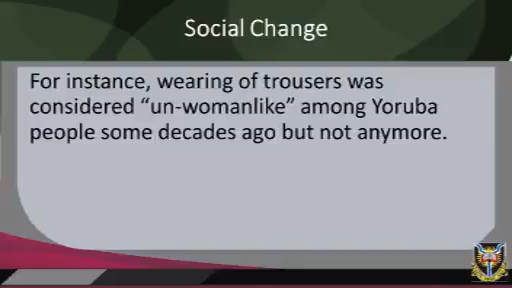 Social Change
For instance, wearing of trousers was
considered “un-womanlike” among Yoruba
people some decades ago but not anymore.